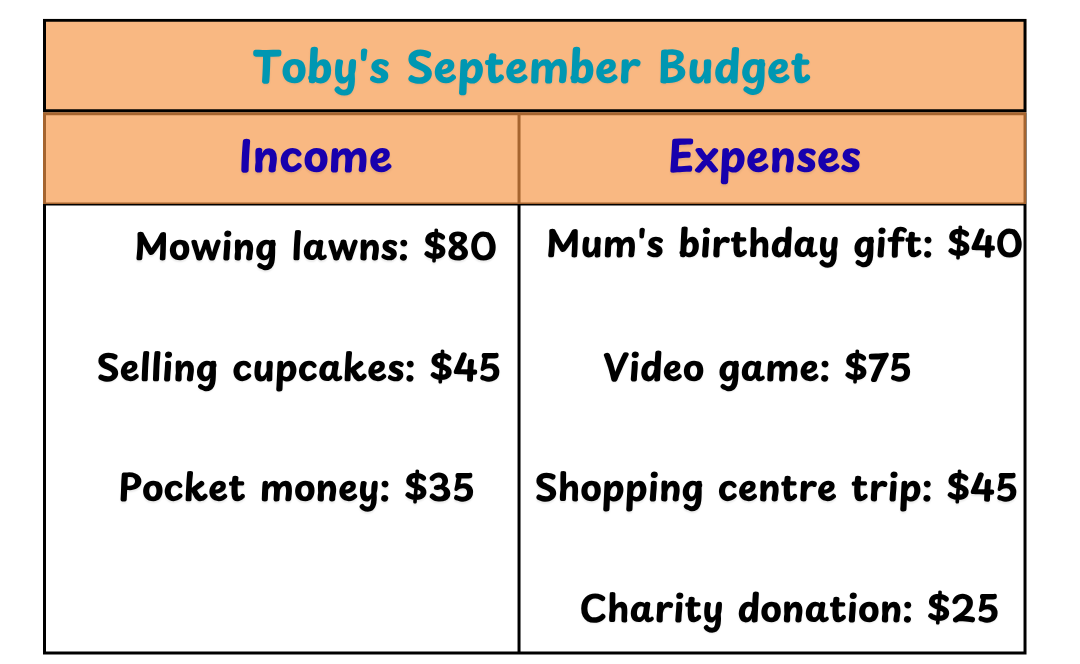 Toby's September Budget
Income
Expenses
Mowing lawns: $80
Mum's birthday gift: $40
Selling cupcakes: $45
Video game: $75
Pocket money: $35
Shopping centre trip: $45
Charity donation: $25